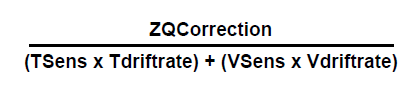 ZQCorrection
(TSens x Tdriftrate) + (VSens x Vdriftrate)